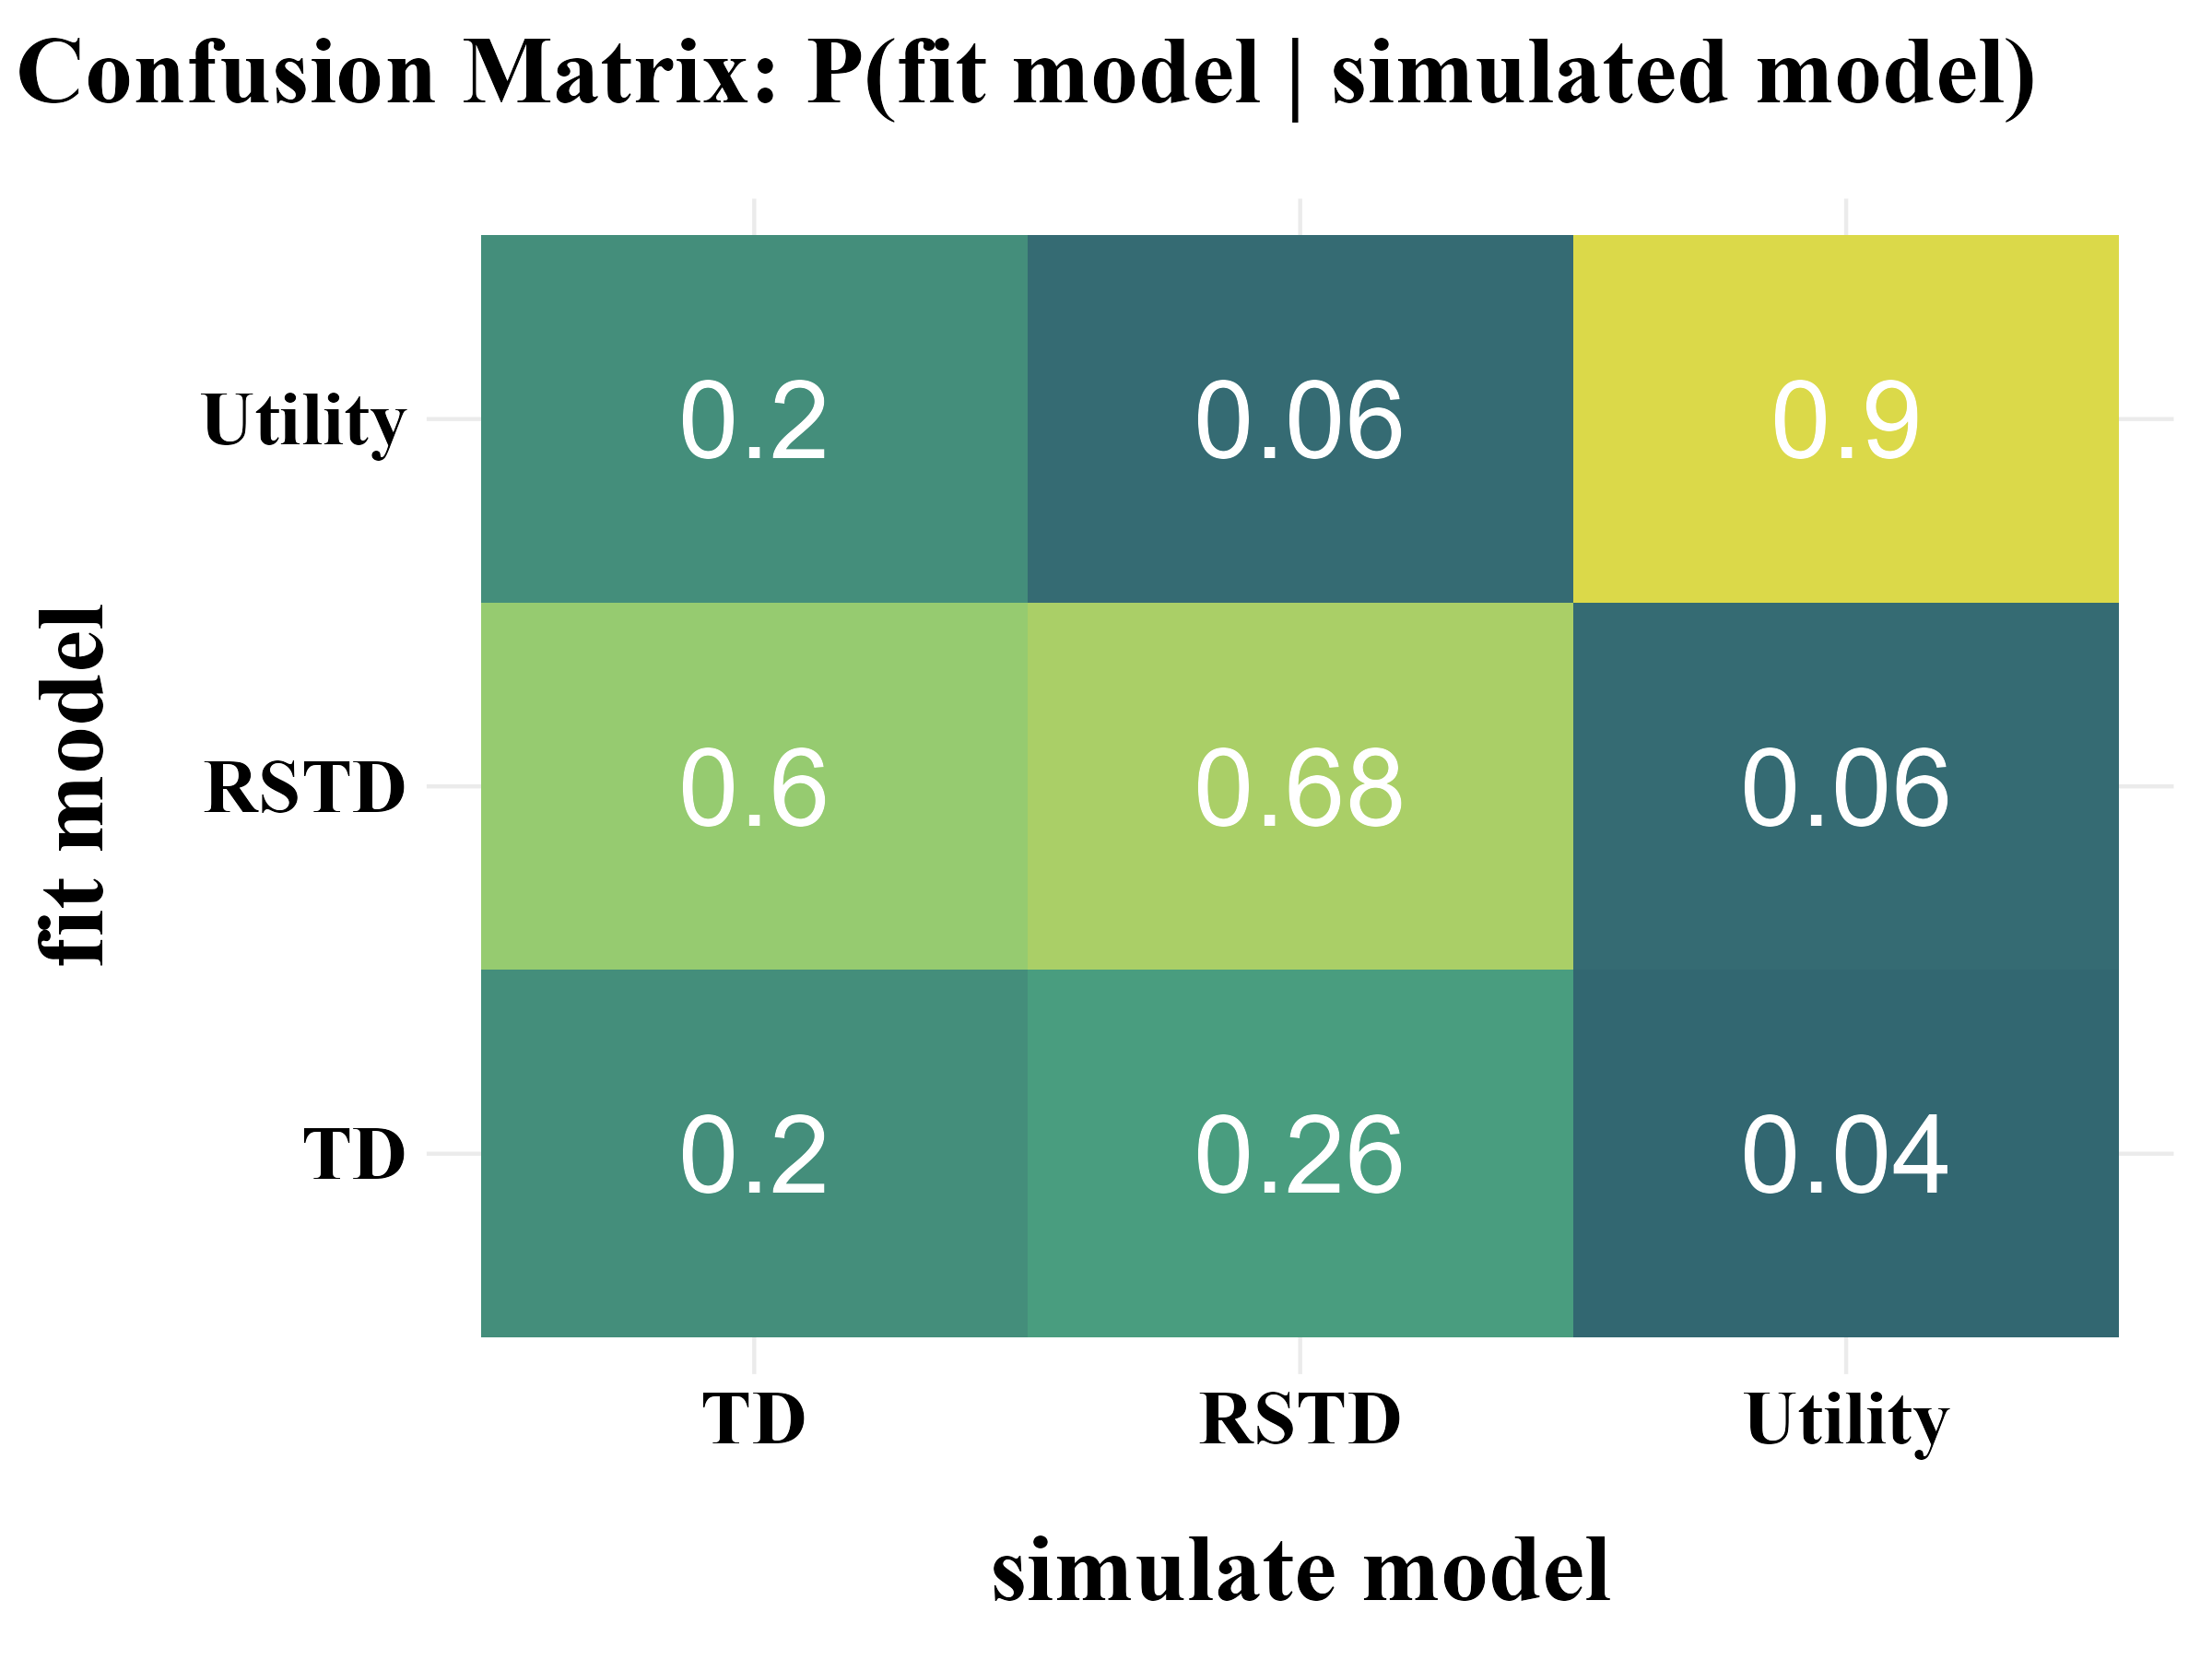 Confusion Matrix: P(fit model | simulated model)
Utility 0.2 0.06 0.9
RSTD 0.6 0.68 0.06
TD 0.2 0.26 0.04
fit model
TD RSTD Utility
simulate model